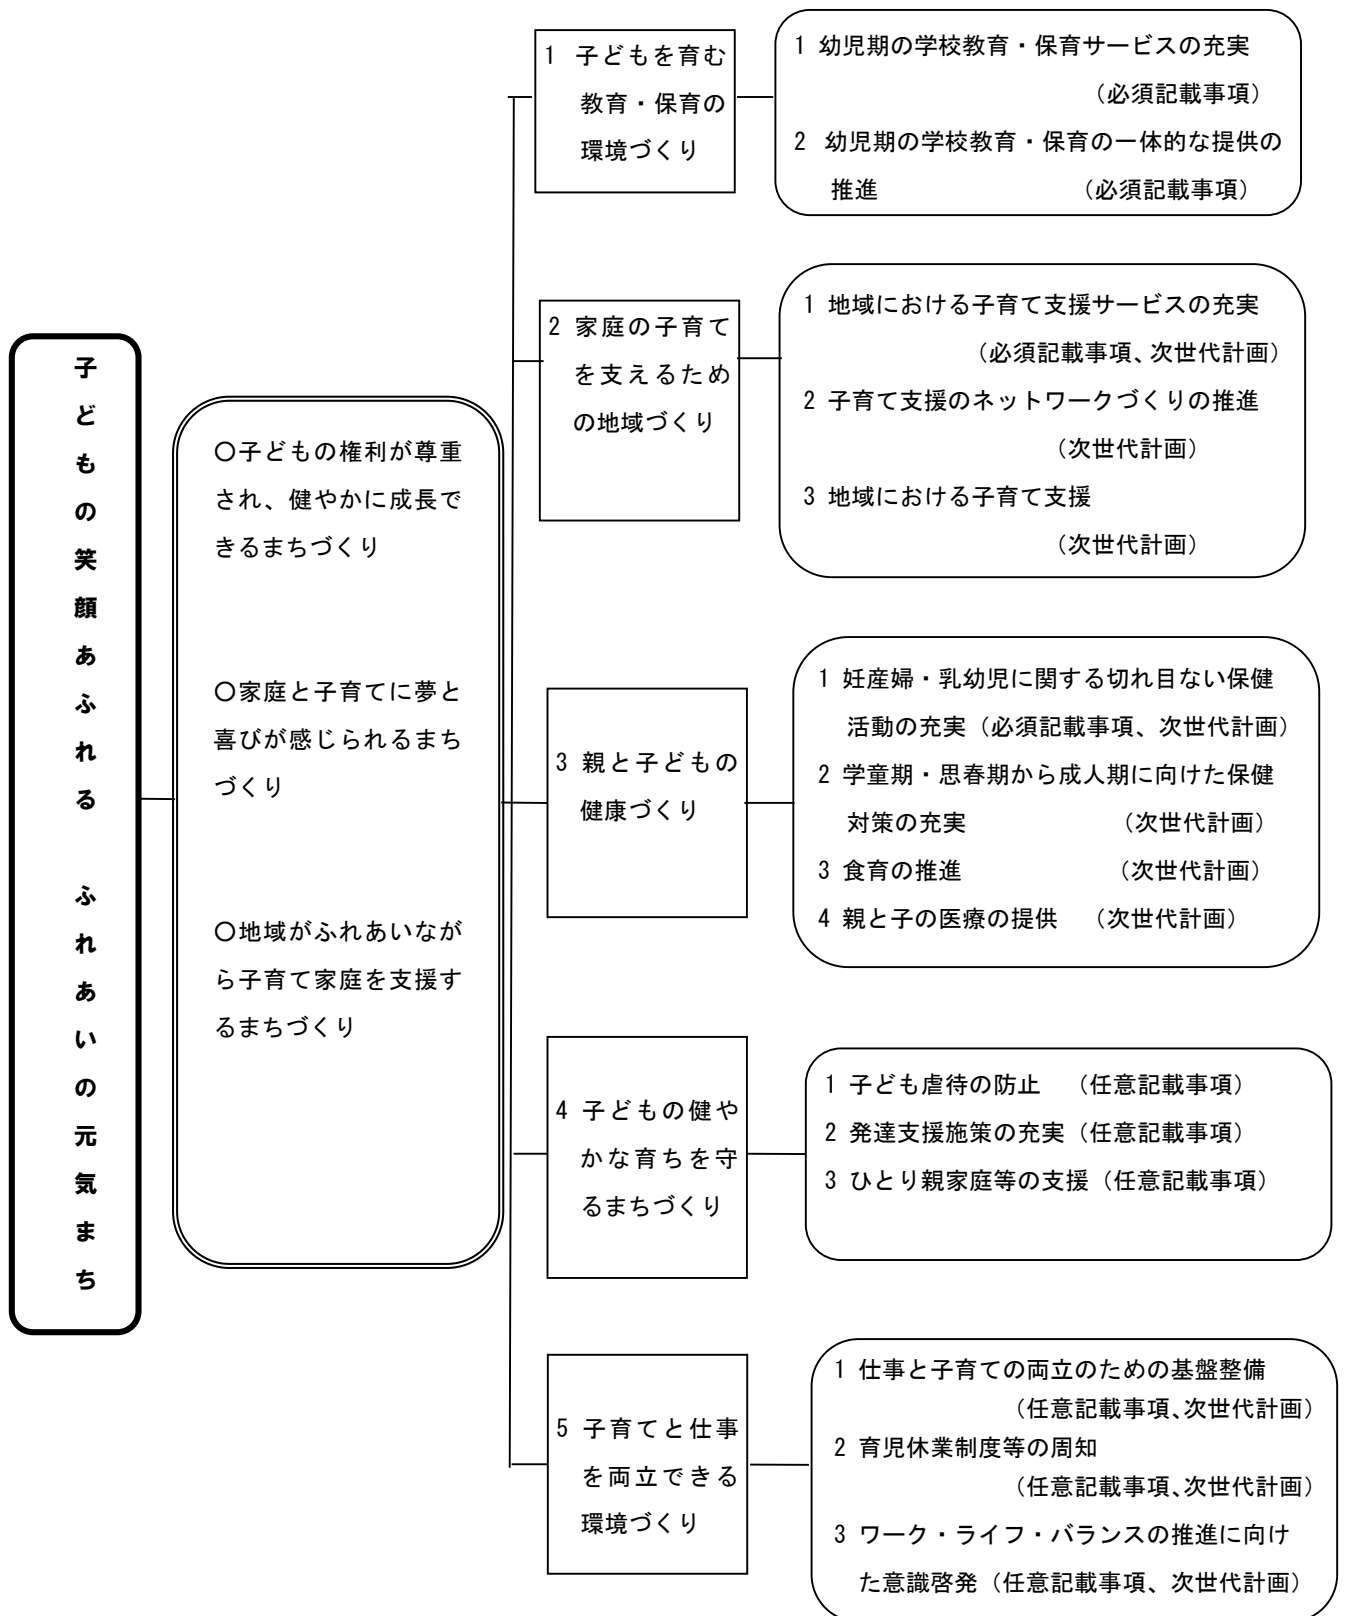 子どもの笑顔あふれる　ふれあいの元気まち
〇子どもの権利が尊重
され、健やかに成長で
きるまちづくり
〇家庭と子育てに夢と
喜びが感じられるまち
づくり
〇地域がふれあいなが
ら子育て家庭を支援す
るまちづくり
1 子どもを育む
教育・保育の
環境づくり
1 幼児期の学校教育・保育サービスの充実
（必須記載事項）
2 幼児期の学校教育・保育の一体的な提供の
推進　（必須記載事項）
2 家庭の子育て
を支えるため
の地域づくり
1 地域における子育て支援サービスの充実
（必須記載事項、次世代計画）
2 子育て支援のネットワークづくりの推進
（次世代計画）
3 地域における子育て支援
（次世代計画）
3 親と子どもの
健康づくり
1 妊産婦・乳幼児に関する切れ目ない保健
活動の充実（必須記載事項、次世代計画）
2 学童期・思春期から成人期に向けた保健
対策の充実　（次世代計画）
3 食育の推進　（次世代計画）
4 親と子の医療の提供　（次世代計画）
4 子どもの健や
かな育ちを守
るまちづくり
1 子ども虐待の防止　（任意記載事項）
2 発達支援施策の充実（任意記載事項）
3 ひとり親家庭等の支援（任意記載事項）
5 子育てと仕事
を両立できる
環境づくり
1 仕事と子育ての両立のための基盤整備
（任意記載事項、次世代計画）
2 育児休業制度等の周知
（任意記載事項、次世代計画）
3 ワーク・ライフ・バランスの推進に向け
た意識啓発（任意記載事項、次世代計画）